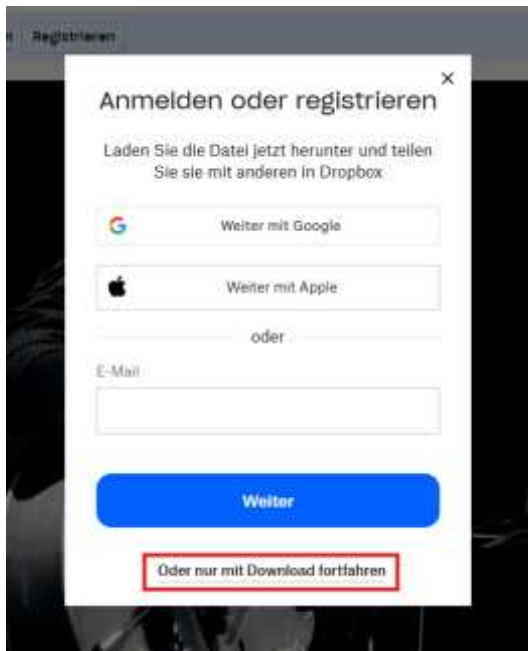 Registrieren
Anmelden oder registrieren
Laden Sie die Datei jetzt herunter und teilen
Sie sie mit anderen in Dropbox
Weiter mit Google
Weiter mit Apple
oder
E-Mail
Weiter
Oder nur mit Download fortfahren